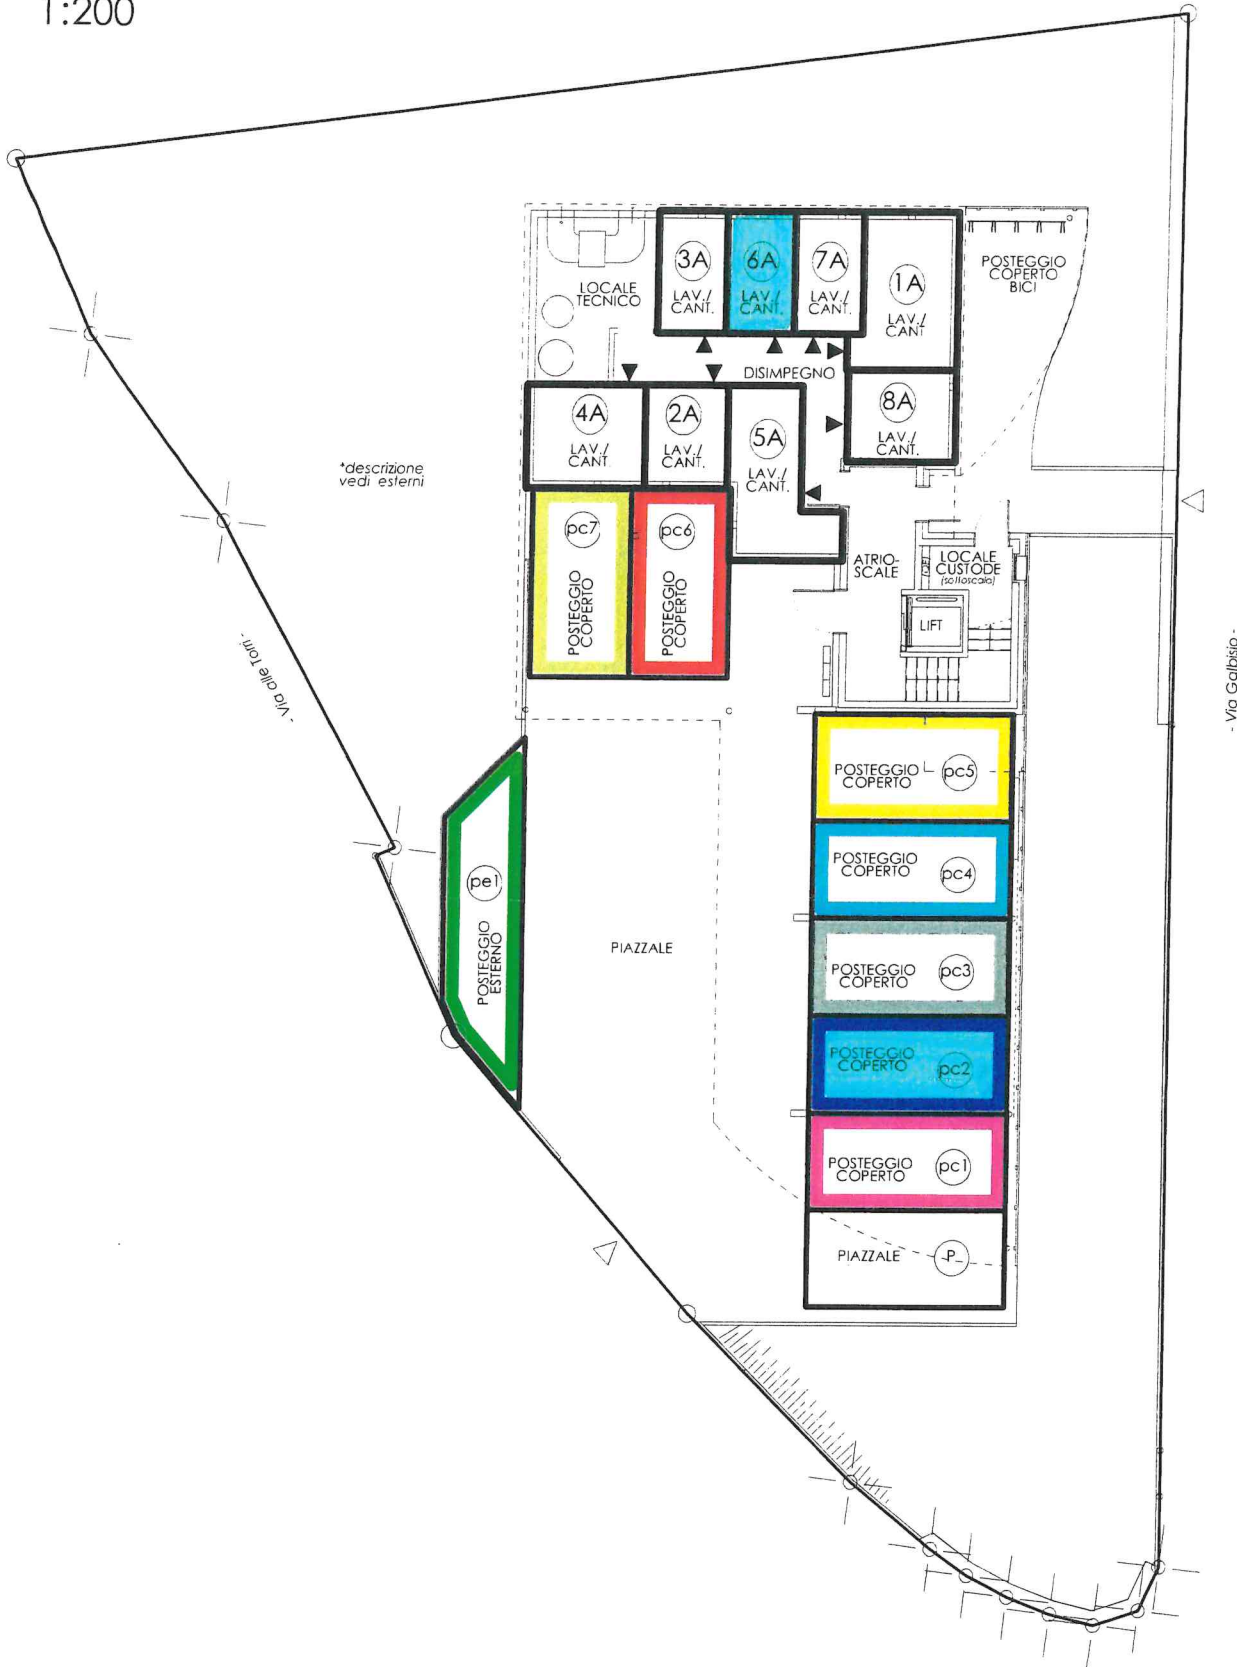 1:200
3A
LAV./
CANT.
6A
LAV./
CANT.
7A
LAV./
CANT.
1A
LAV./
CANT
POSTEGGIO
COPERTO
BICI
LOCALE
TECNICO
DISIMPEGNO
4A
LAV./
CANT.
2A
LAV./
CANT.
5A
LAV./
CANT.
8A
LAV./
CANT.
*descrizione
vedi esterni
pc7
POSTEGGIO
COPERTO
pc6
POSTEGGIO
COPERTO
ATRIO-
SCALE
LOCALE
CUSTODE
(sottoscala)
LIFT
- Via alle Torri -
- Via Galbisio -
POSTEGGIO
COPERTO
pc5
POSTEGGIO
COPERTO
pc4
pe1
POSTEGGIO
ESTERNO
PIAZZALE
POSTEGGIO
COPERTO
pc3
POSTEGGIO
COPERTO
pc2
POSTEGGIO
COPERTO
pc1
PIAZZALE
P